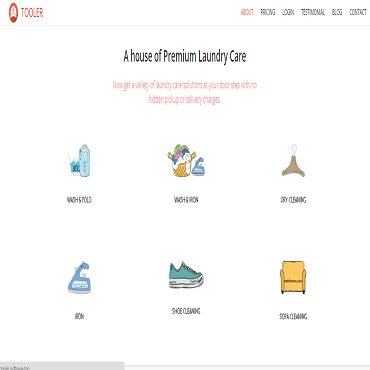 TOOLER
ABOUT PRICING LOGIN TESTIMONIAL BLOG CONTACT
A house of Premium Laundry Care
Now get a variety of laundry care solutions at your door step with no
hidden pickup or delivery charges.
WASH & FOLD WASH & IRON DRY CLEANING
IRON SHOE CLEANING SOFA CLEANING